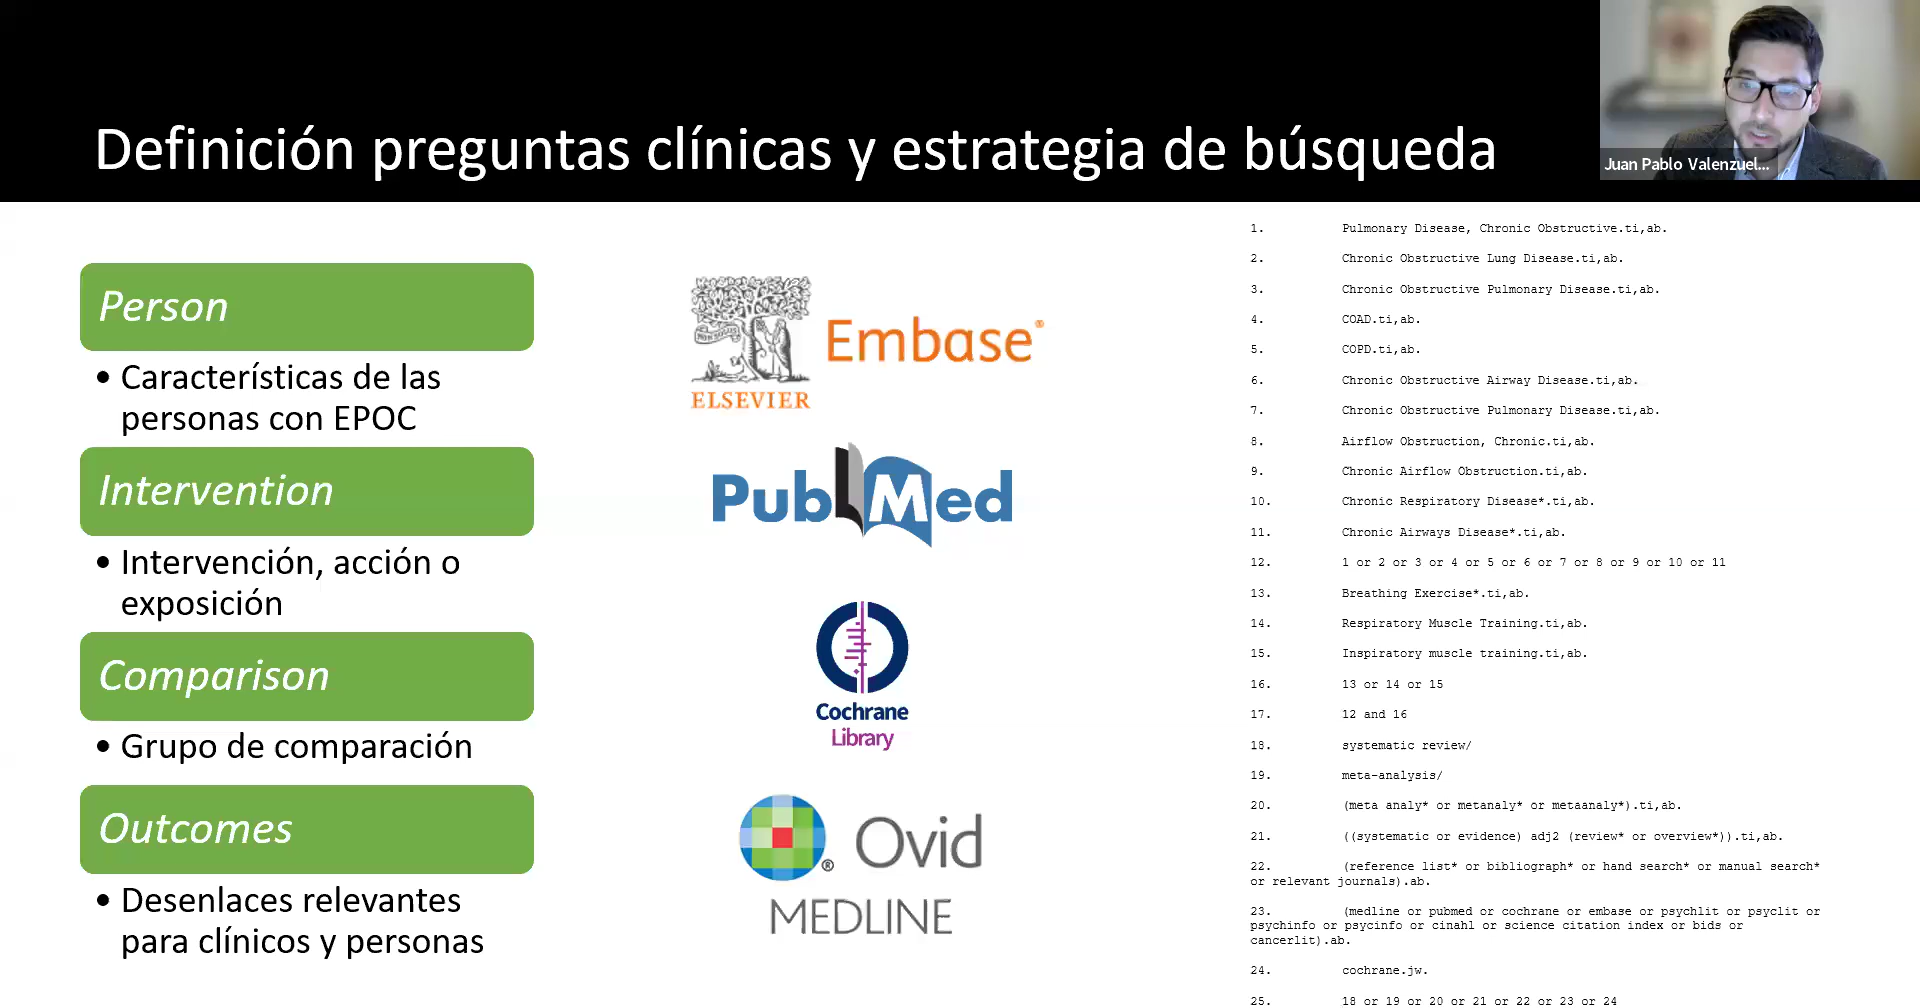 Definición preguntas clínicas y estrategia de búsqueda
Juan Pablo Valenzuel...
Person
• Características de las
personas con EPOC
Intervention
• Intervención, acción o
exposición
Comparison
• Grupo de comparación
Outcomes
• Desenlaces relevantes
para clínicos y personas
ELSEVIER
Embase®
PubMed
Cochrane
Library
Ovid®
MEDLINE
1. Pulmonary Disease, Chronic Obstructive.ti,ab.
2. Chronic Obstructive Lung Disease.ti,ab.
3. Chronic Obstructive Pulmonary Disease.ti,ab.
4. COAD.ti,ab.
5. COPD.ti,ab.
6. Chronic Obstructive Airway Disease.ti,ab.
7. Chronic Obstructive Pulmonary Disease.ti,ab.
8. Airflow Obstruction, Chronic.ti,ab.
9. Chronic Airflow Obstruction.ti,ab.
10. Chronic Respiratory Disease*.ti,ab.
11. Chronic Airways Disease*.ti,ab.
12. 1 or 2 or 3 or 4 or 5 or 6 or 7 or 8 or 9 or 10 or 11
13. Breathing Exercise*.ti,ab.
14. Respiratory Muscle Training.ti,ab.
15. Inspiratory muscle training.ti,ab.
16. 13 or 14 or 15
17. 12 and 16
18. systematic review/
19. meta-analysis/
20. (meta analy* or metanaly* or metaanaly*).ti,ab.
21. ((systematic or evidence) adj2 (review* or overview*)).ti,ab.
22. (reference list* or bibliograph* or hand search* or manual search*
or relevant journals).ab.
23. (medline or pubmed or cochrane or embase or psychlit or psyclit or
psychinfo or psycinfo or cinahl or science citation index or bids or
cancerlit).ab.
24. cochrane.jw.
25. 18 or 19 or 20 or 21 or 22 or 23 or 24